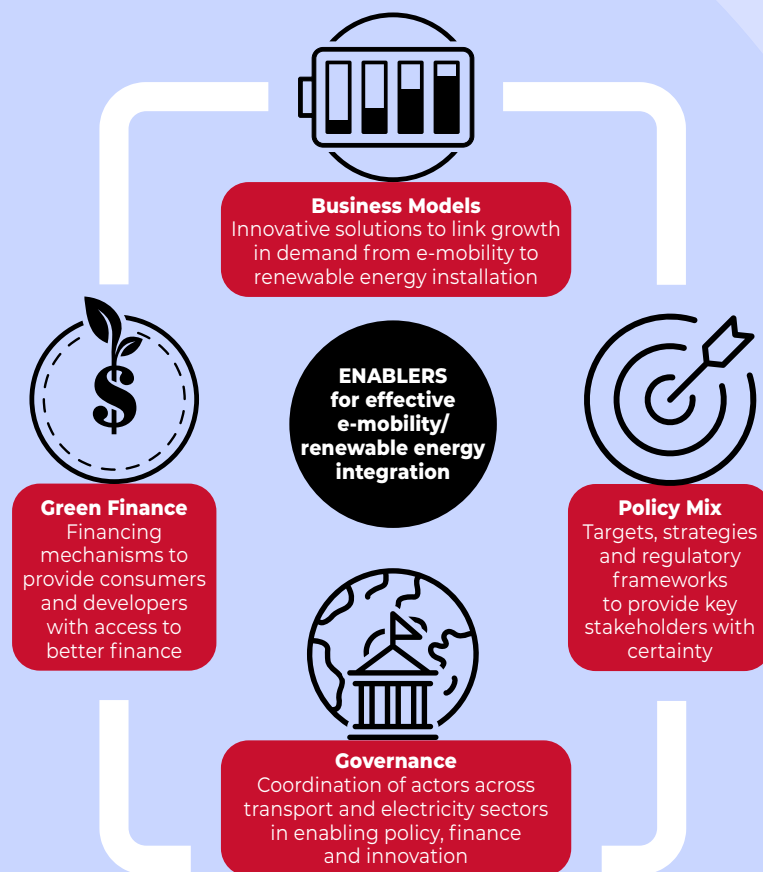 Business Models
Innovative solutions to link growth
in demand from e-mobility to
renewable energy installation
ENABLERS
for effective
e-mobility/
renewable energy
integration
Green Finance
Financing
mechanisms to
provide consumers
and developers
with access to
better finance
Policy Mix
Targets, strategies
and regulatory
frameworks
to provide key
stakeholders with
certainty
Governance
Coordination of actors across
transport and electricity sectors
in enabling policy, finance
and innovation